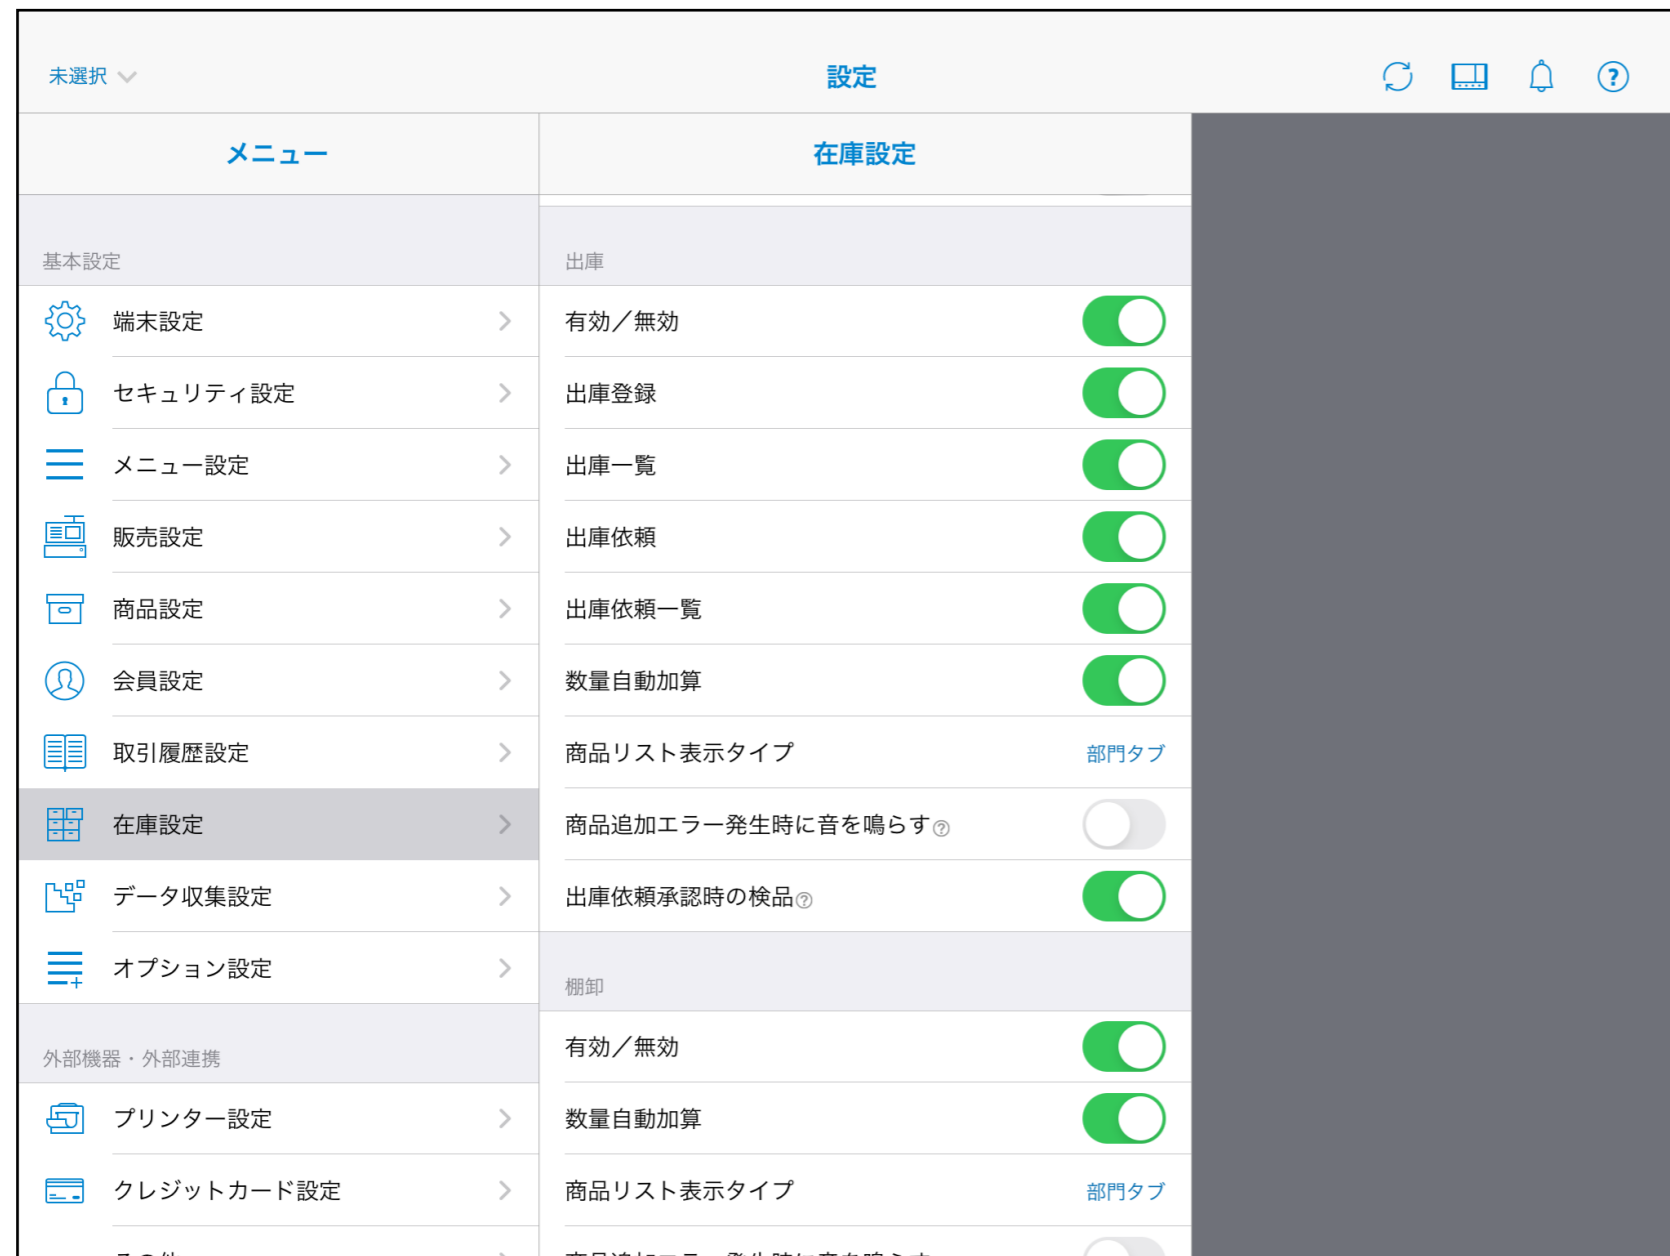 未選択
設定
メニュー
在庫設定
基本設定
端末設定
セキュリティ設定
メニュー設定
販売設定
商品設定
会員設定
取引履歴設定
在庫設定
データ収集設定
オプション設定
外部機器・外部連携
プリンター設定
クレジットカード設定
出庫
有効／無効
出庫登録
出庫一覧
出庫依頼
出庫依頼一覧
数量自動加算
商品リスト表示タイプ 部門タブ
商品追加エラー発生時に音を鳴らす?
出庫依頼承認時の検品?
棚卸
有効／無効
数量自動加算
商品リスト表示タイプ 部門タブ